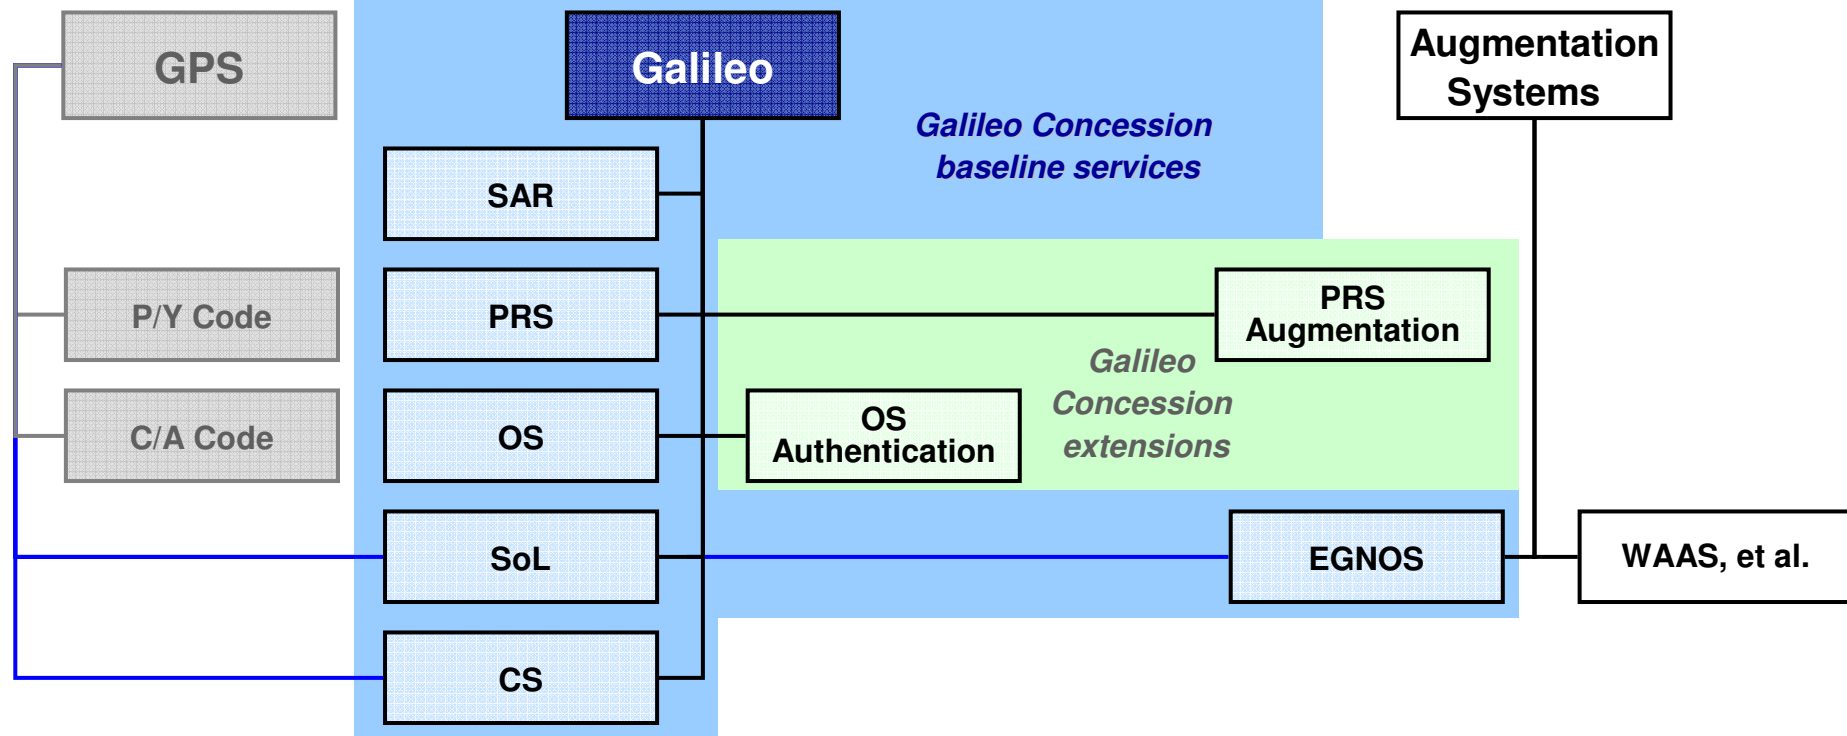 GPS
Galileo
Augmentation
Systems
Galileo Concession
baseline services
SAR
P/Y Code
PRS
PRS
Augmentation
Galileo
Concession
extensions
C/A Code
OS
OS
Authentication
SoL
EGNOS
WAAS, et al.
CS